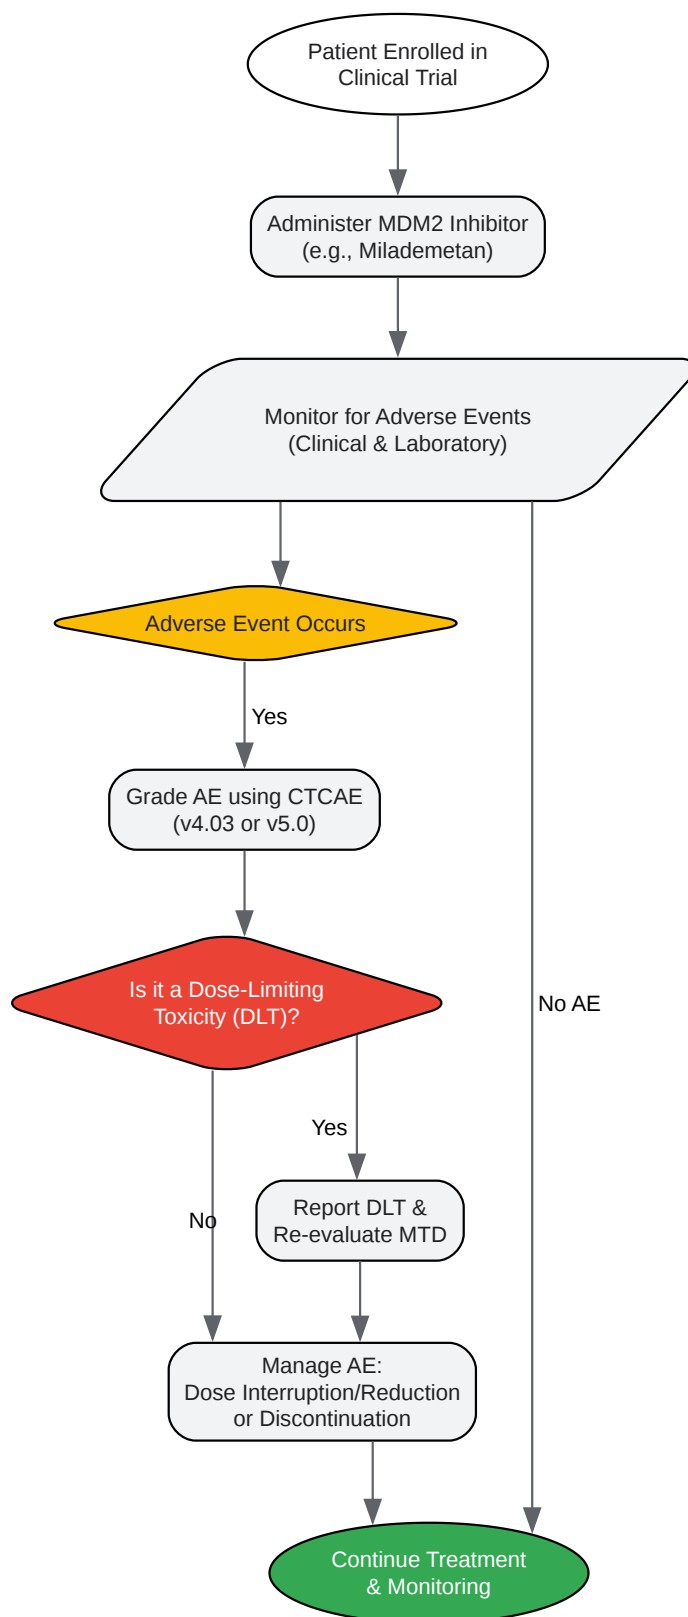 Patient Enrolled in
Clinical Trial
Administer MDM2 Inhibitor
(e.g., Milademetan)
Monitor for Adverse Events
(Clinical & Laboratory)
Adverse Event Occurs
Yes
Grade AE using CTCAE
(v4.03 or v5.0)
Is it a Dose-Limiting
Toxicity (DLT)?
No AE
Yes
Report DLT &
Re-evaluate MTD
No
Manage AE:
Dose Interruption/Reduction
or Discontinuation
Continue Treatment
& Monitoring